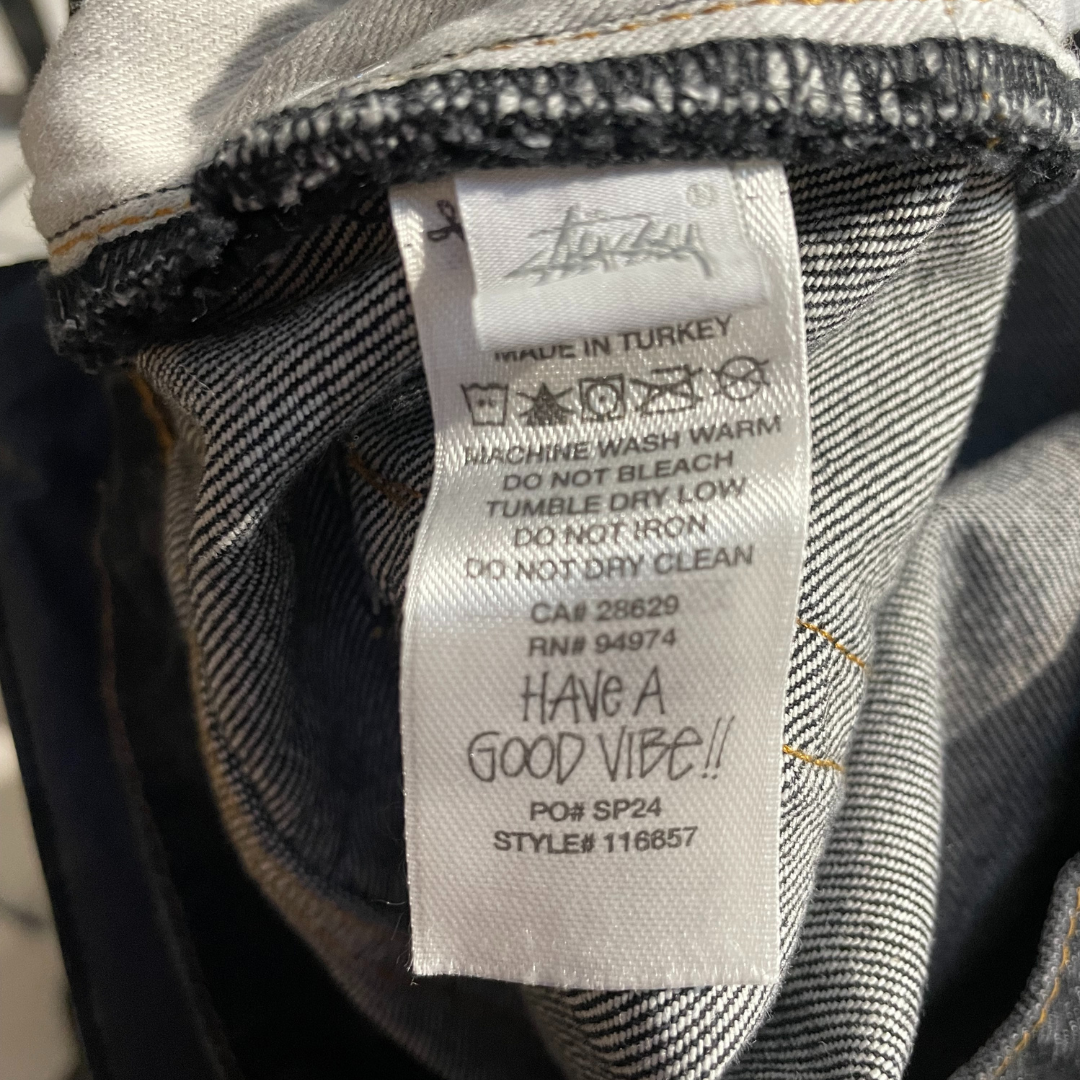 Stüssy
MADE IN TURKEY
MACHINE WASH WARM
DO NOT BLEACH
TUMBLE DRY LOW
DO NOT IRON
DO NOT DRY CLEAN
CA# 28629
RN# 94974
HAVE A
GOOD VIBE!!
PO# SP24
STYLE# 116657